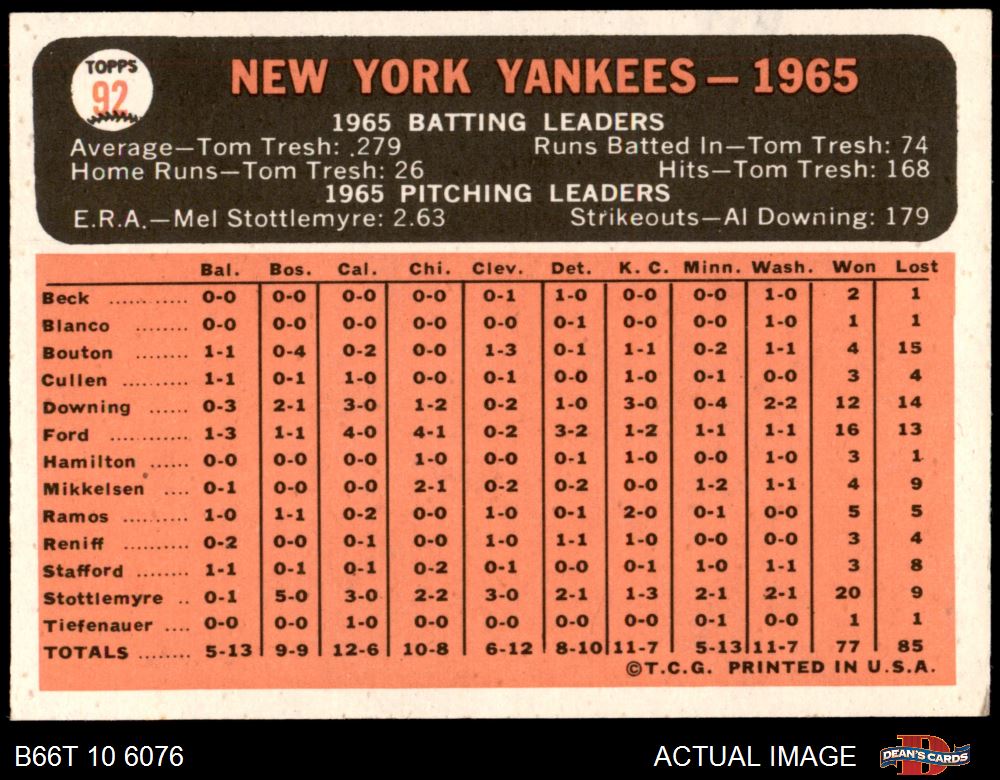 TOPPS
92
NEW YORK YANKEES — 1965
1965 BATTING LEADERS
Average—Tom Tresh: .279 Runs Batted In—Tom Tresh: 74
Home Runs—Tom Tresh: 26 Hits—Tom Tresh: 168
1965 PITCHING LEADERS
E.R.A.—Mel Stottlemyre: 2.63 Strikeouts—Al Downing: 179
Bal. Bos. Cal. Chi. Clev. Det. K. C. Minn. Wash. Won Lost
Beck ........... 0-0 0-0 0-0 0-0 0-1 1-0 0-0 0-0 1-0 2 1
Blanco ........ 0-0 0-0 0-0 0-0 0-0 0-1 0-0 0-0 1-0 1 1
Bouton ........ 1-1 0-4 0-2 0-0 1-3 0-1 1-1 0-2 1-1 4 15
Cullen .......... 1-1 0-1 1-0 0-0 0-1 0-0 1-0 0-1 0-0 3 4
Downing ...... 0-3 2-1 3-0 1-2 0-2 1-0 3-0 0-4 2-2 12 14
Ford ........... 1-3 1-1 4-0 4-1 0-2 3-2 1-2 1-1 1-1 16 13
Hamilton ...... 0-0 0-0 0-0 1-0 0-0 0-1 1-0 0-0 1-0 3 1
Mikkelsen .... 0-1 0-0 0-0 2-1 0-2 0-2 0-0 1-2 1-1 4 9
Ramos ......... 1-0 1-1 0-2 0-0 1-0 0-1 2-0 0-1 0-0 5 5
Reniff .......... 0-2 0-0 0-1 0-0 1-0 1-1 1-0 0-0 0-0 3 4
Stafford ....... 1-1 0-1 0-1 0-2 0-1 0-0 0-1 1-0 1-1 3 8
Stottlemyre .. 0-1 5-0 3-0 2-2 3-0 2-1 1-3 2-1 2-1 20 9
Tiefenauer .... 0-0 0-0 1-0 0-0 0-0 0-0 0-0 0-1 0-0 1 1
TOTALS ........ 5-13 9-9 12-6 10-8 6-12 8-10 11-7 5-13 11-7 77 85
©T.C.G. PRINTED IN U.S.A.
B66T 10 6076 ACTUAL IMAGE DEAN'S CARDS